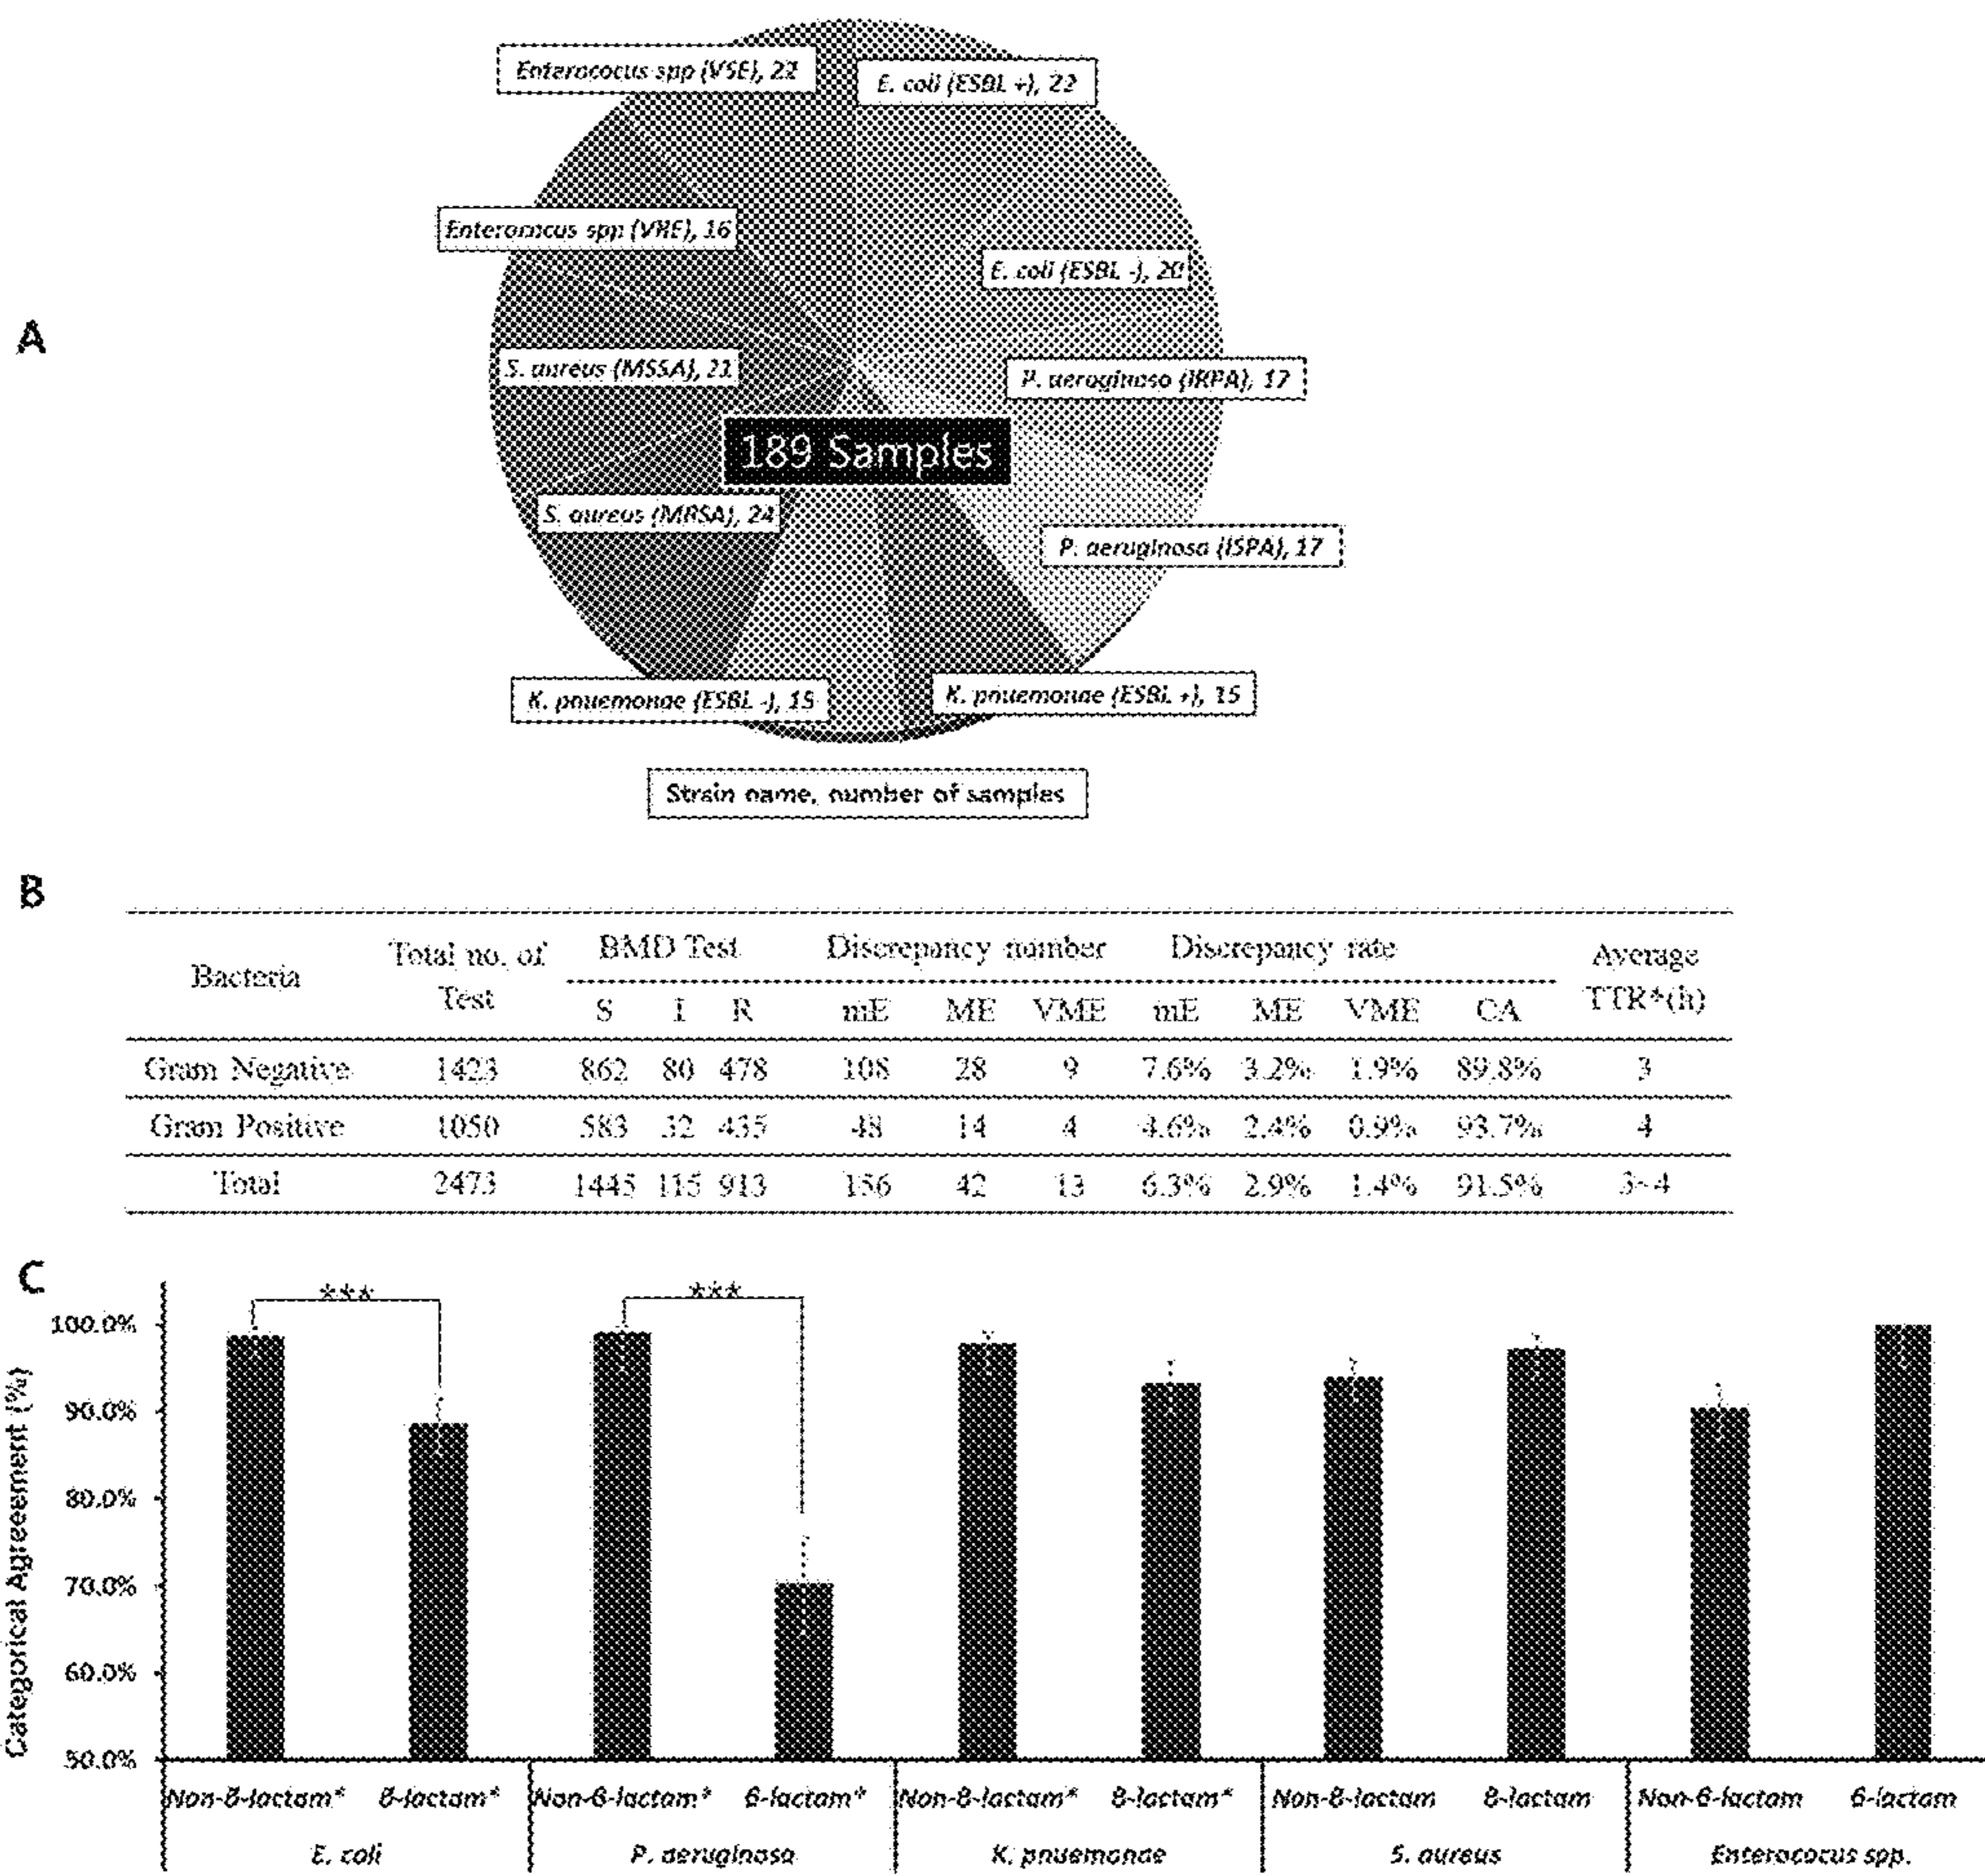 A
Enterococus spp (VSE), 22
E. coli (ESBL +), 22
Enterococus spp (VRE), 16
E. coli (ESBL -), 20
S. aureus (MSSA), 21
P. aeruginosa (IRPA), 17
189 Samples
S. aureus (MRSA), 24
P. aeruginosa (ISPA), 17
K. pnuemonae (ESBL -), 15
K. pnuemonae (ESBL +), 15
Strain name, number of samples
B
Bacteria Total no. of Test BMD Test Discrepancy number Discrepancy rate Average TTR*(h)
S I R mE ME VME mE ME VME CA
Gram Negative 1423 862 80 478 108 28 9 7.6% 3.2% 1.9% 89.8% 3
Gram Positive 1050 583 32 435 48 14 4 4.6% 2.4% 0.9% 93.7% 4
Total 2473 1445 115 913 156 42 13 6.3% 2.9% 1.4% 91.5% 3~4
C
*** ***
Categorical Agreement (%)
100.0%
90.0%
80.0%
70.0%
60.0%
50.0%
Non-β-lactam* β-lactam* Non-β-lactam* β-lactam* Non-β-lactam* β-lactam* Non-β-lactam β-lactam Non-β-lactam β-lactam
E. coli P. aeruginosa K. pnuemonae S. aureus Enterococus spp.